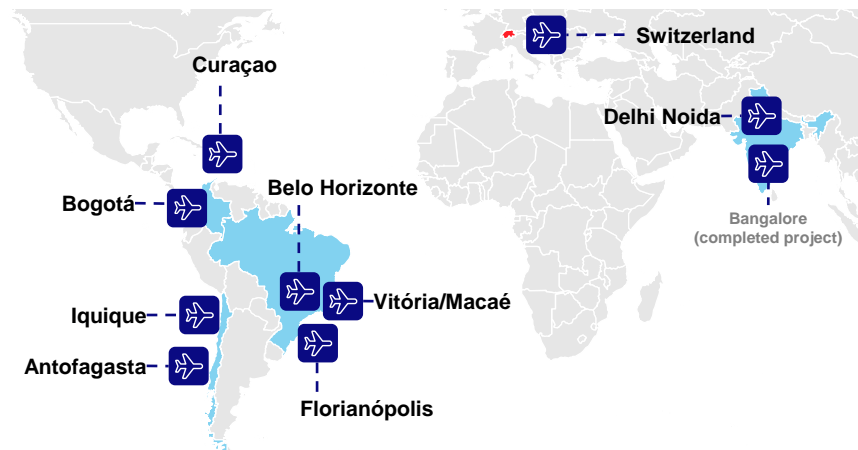 Switzerland
Curaçao
Delhi Noida
Belo Horizonte
Bogotá
Bangalore
(completed project)
Vitória/Macaé
Iquique
Antofagasta
Florianópolis